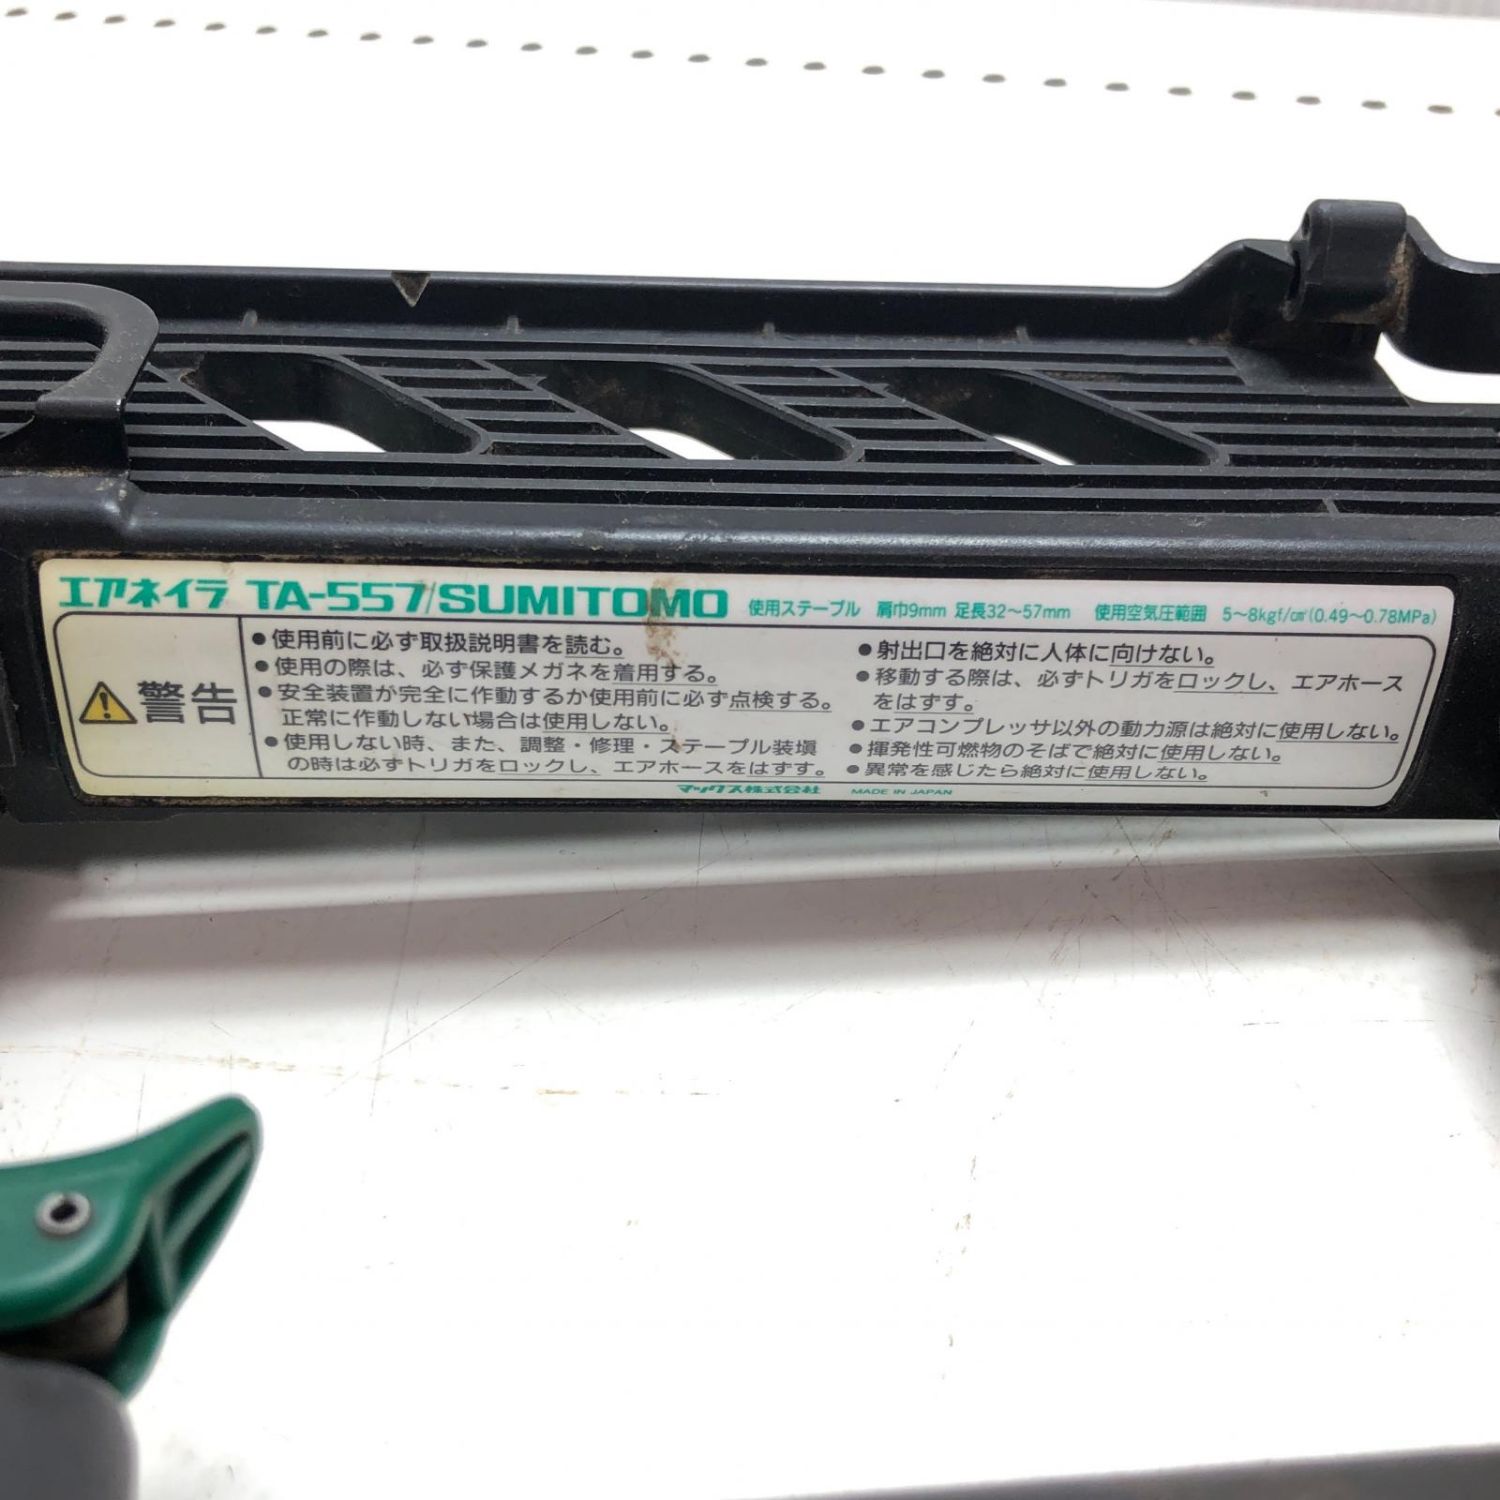 エアネイラ TA-557/SUMITOMO 使用ステープル 肩巾9mm 足長32〜57mm 使用空気圧範囲 5〜8kgf/c㎡(0.49〜0.78MPa)
警告
●使用前に必ず取扱説明書を読む。
●使用の際は、必ず保護メガネを着用する。
●安全装置が完全に作動するか使用前に必ず点検する。
正常に作動しない場合は使用しない。
●使用しない時、また、調整・修理・ステープル装填
の時は必ずトリガをロックし、エアホースをはずす。
●射出口を絶対に人体に向けない。
●移動する際は、必ずトリガをロックし、エアホース
をはずす。
●エアコンプレッサ以外の動力源は絶対に使用しない。
●揮発性可燃物のそばで絶対に使用しない。
●異常を感じたら絶対に使用しない。
マックス株式会社 MADE IN JAPAN